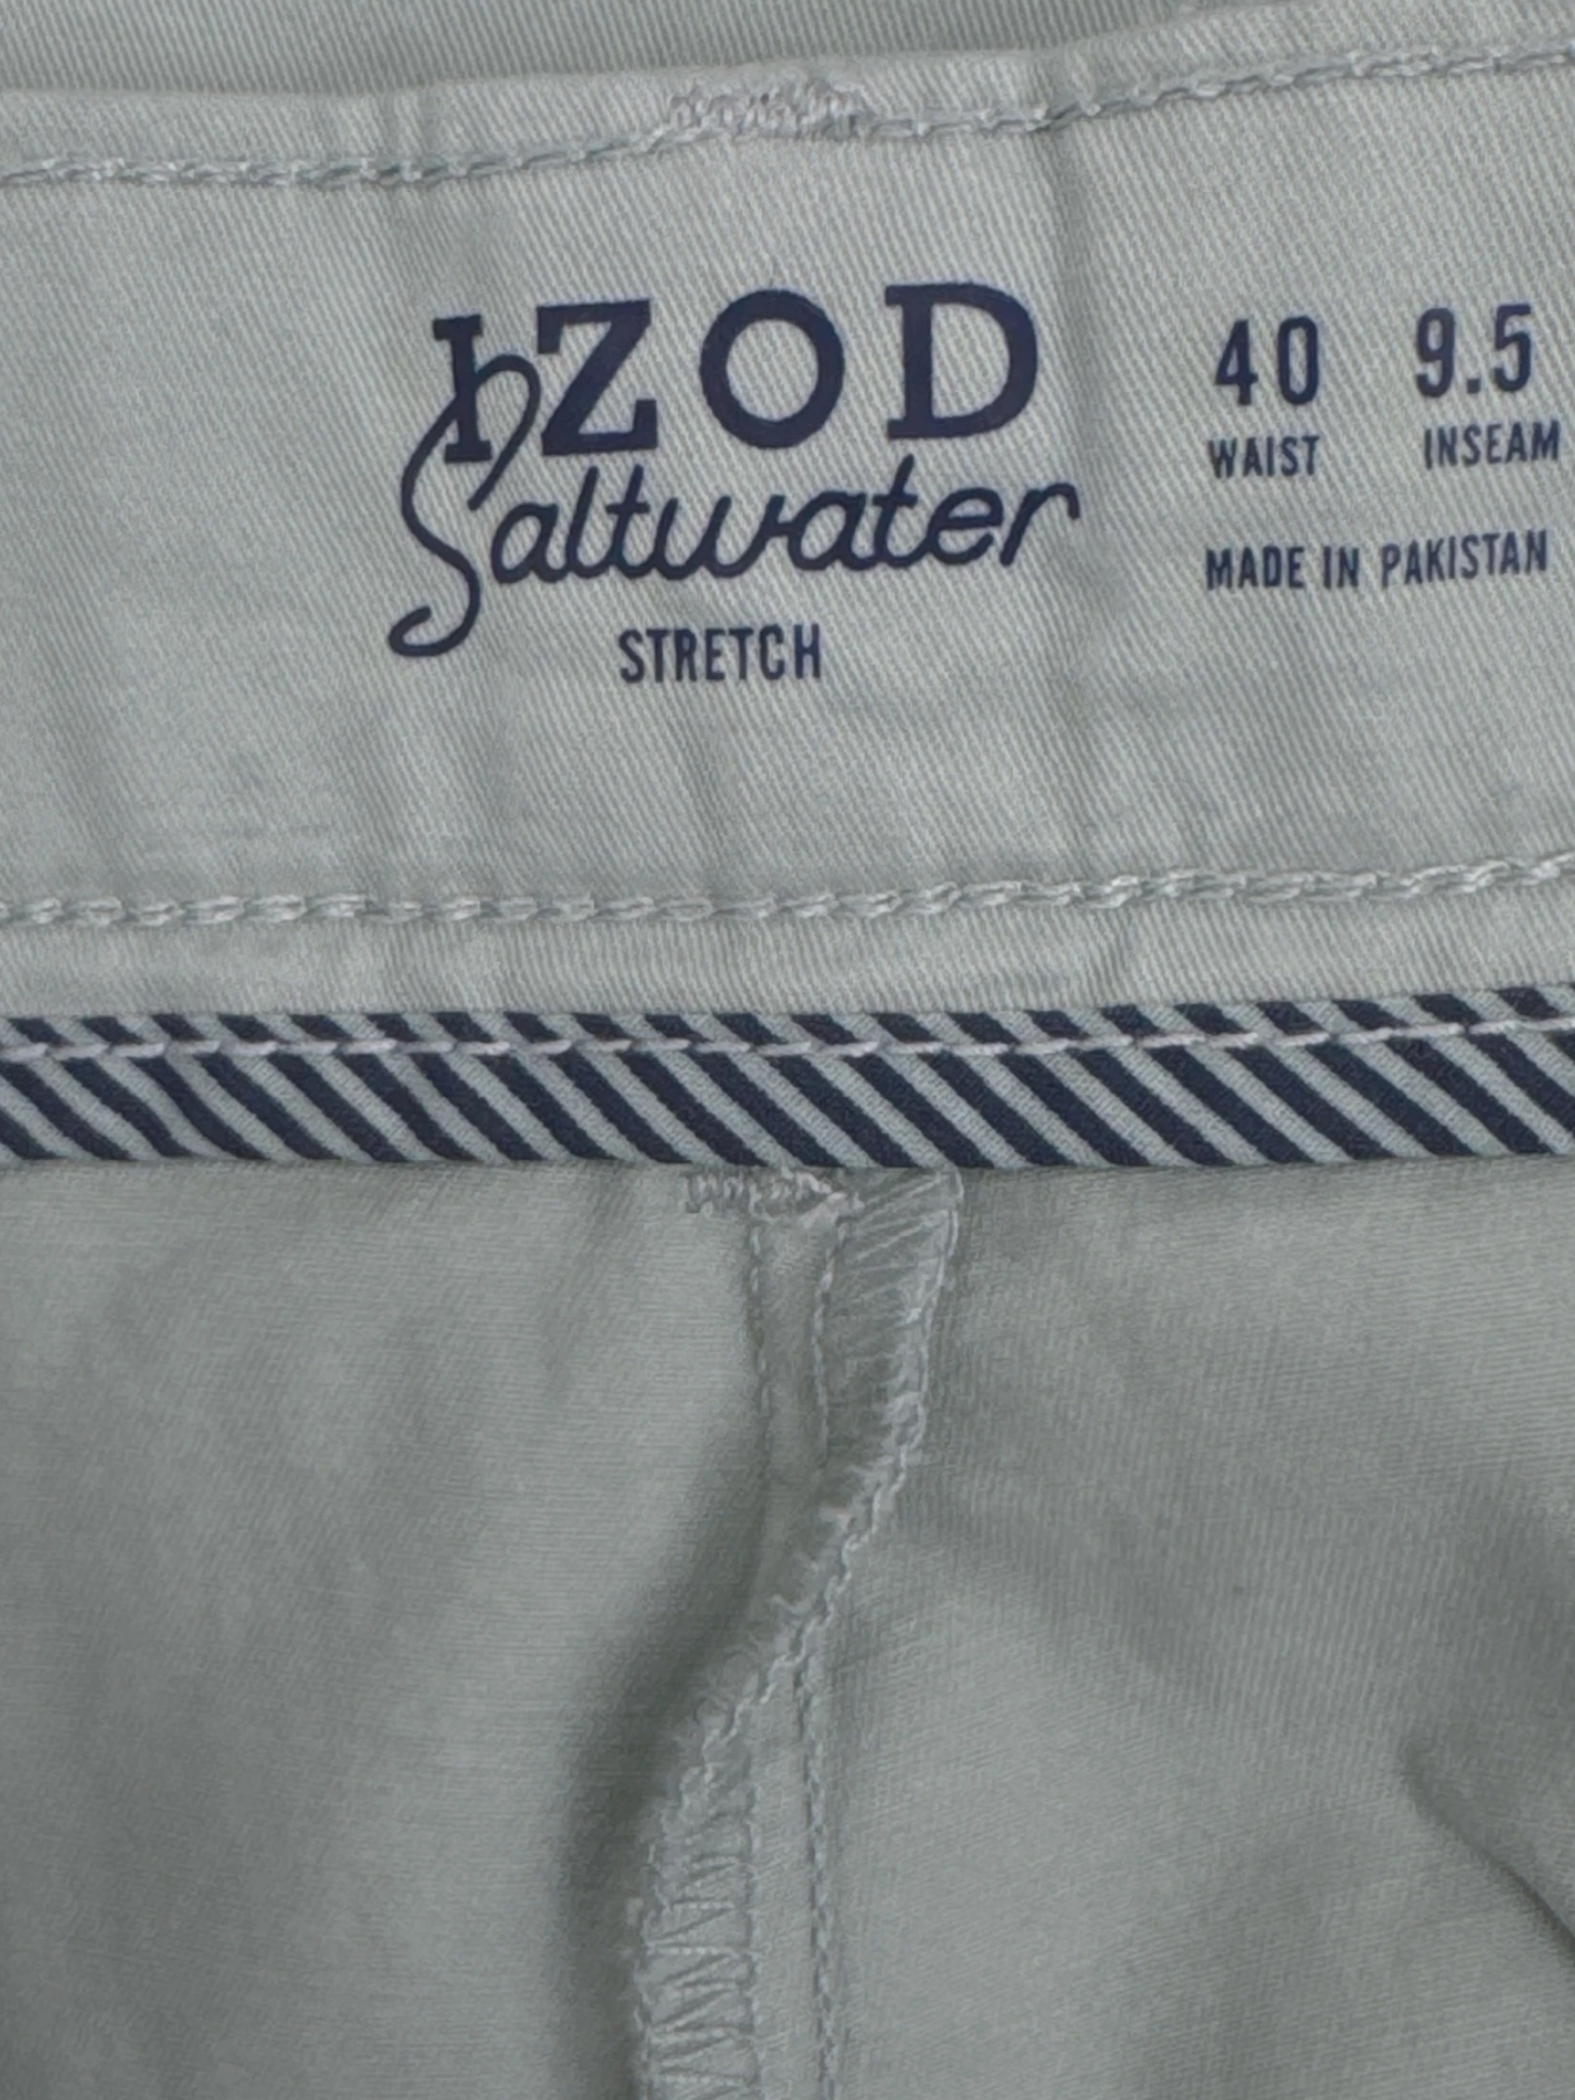 IZOD
Saltwater
STRETCH
40 9.5
WAIST INSEAM
MADE IN PAKISTAN